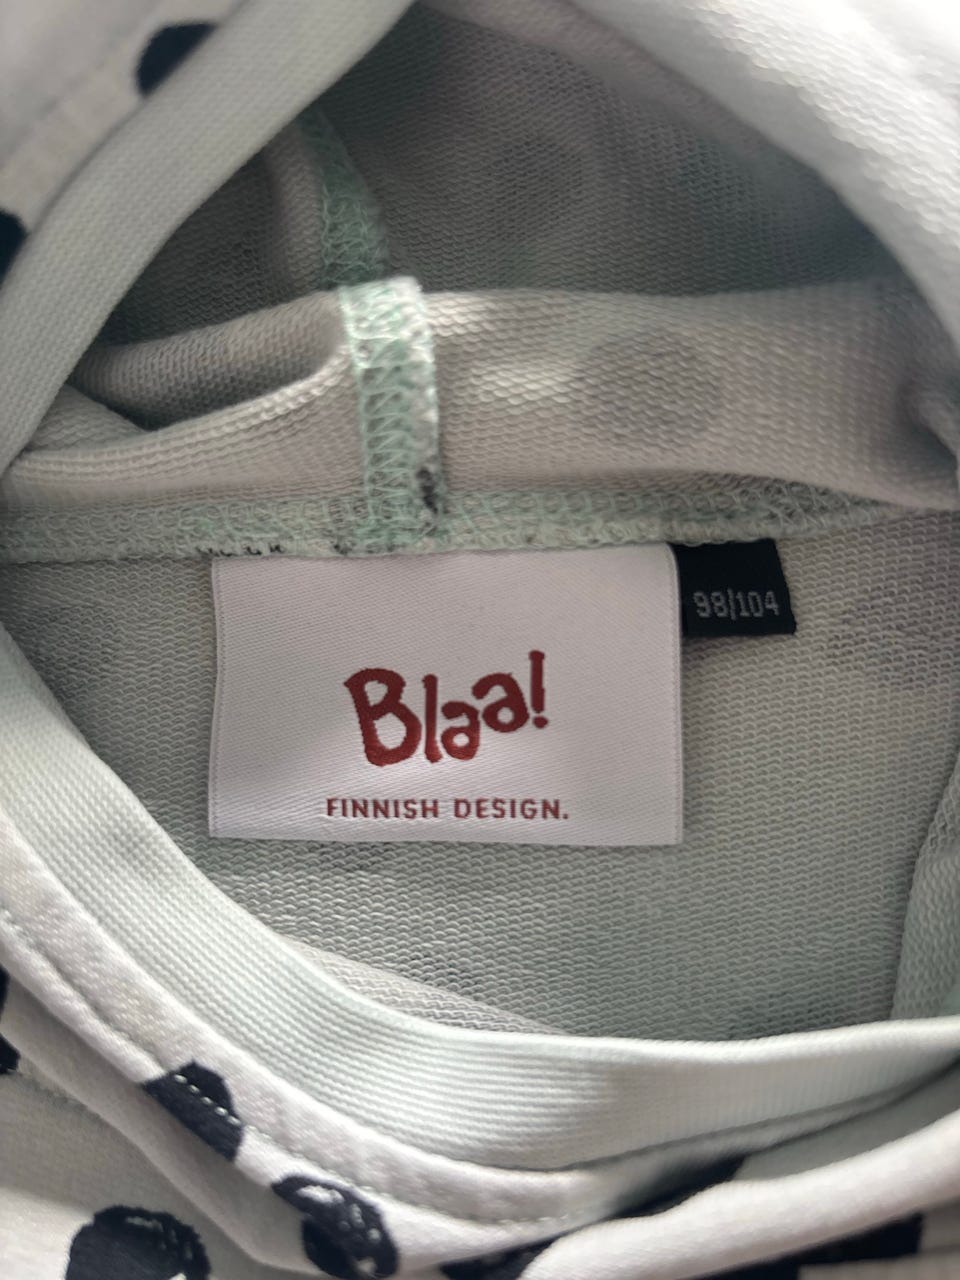 98/104
Blaa!
FINNISH DESIGN.